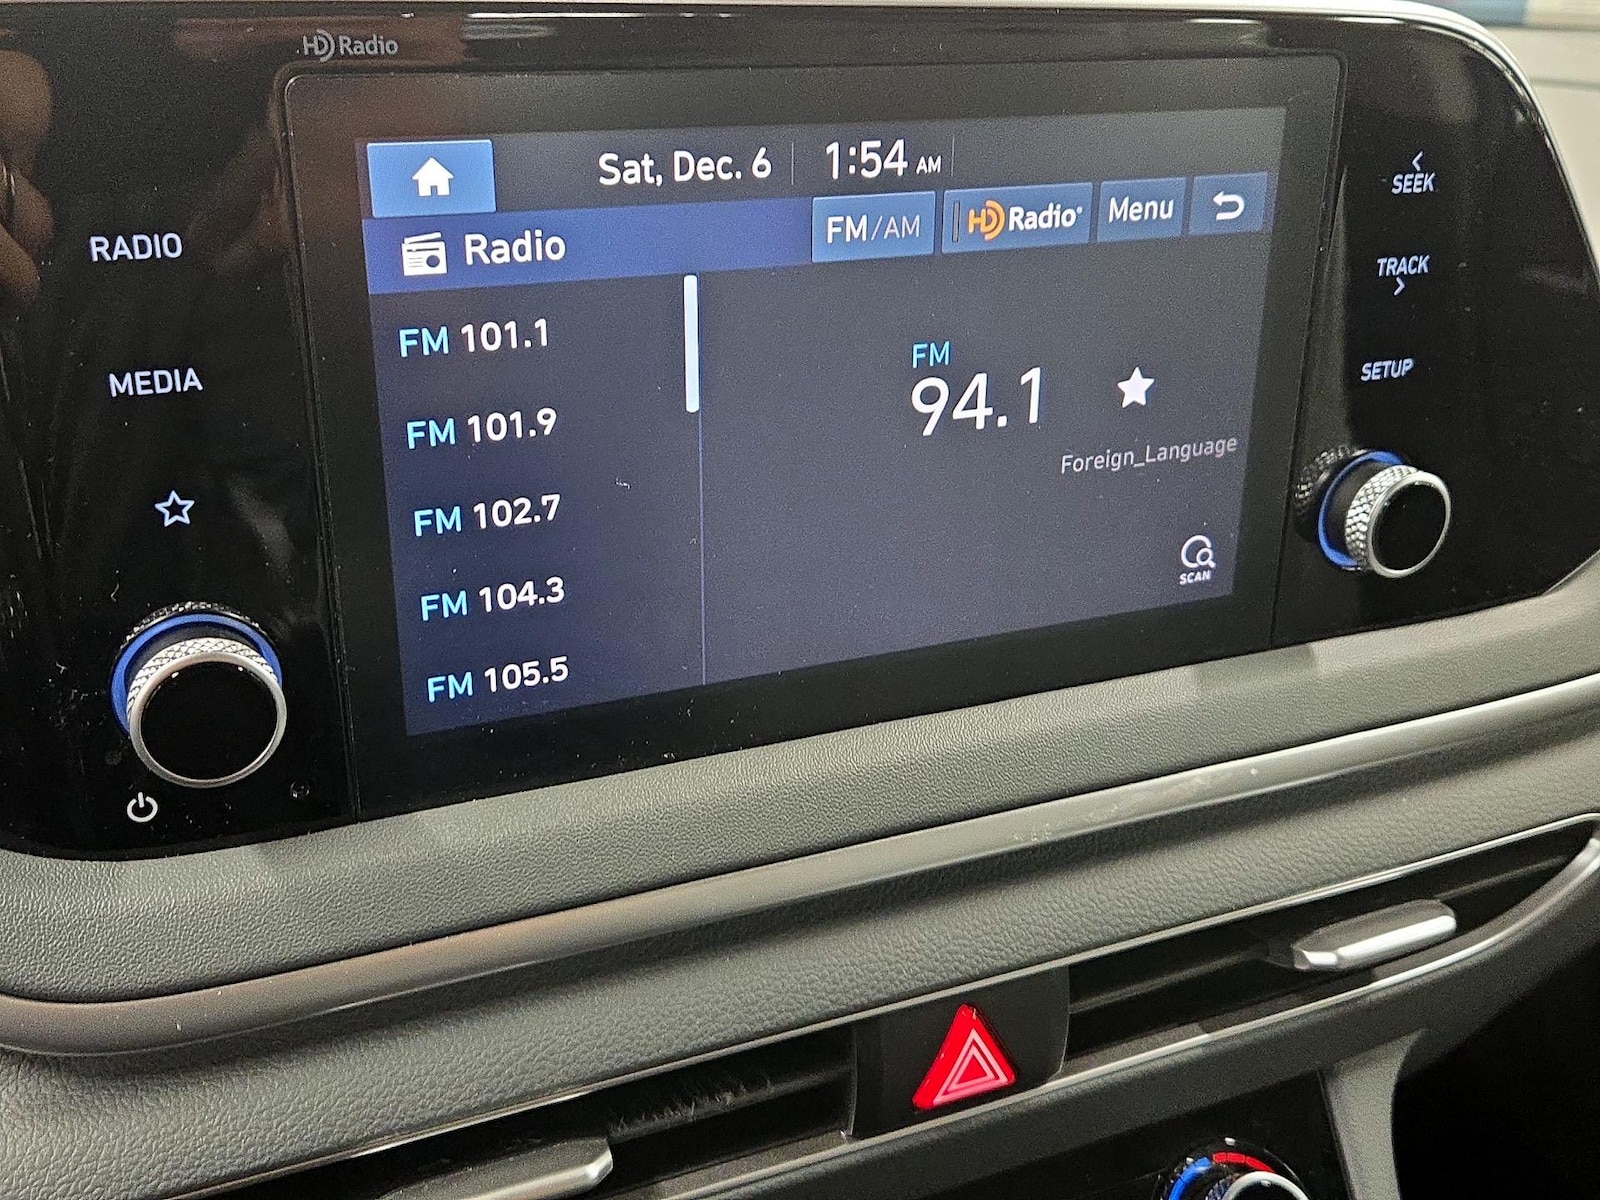 HD Radio
Sat, Dec. 6 1:54 AM
Radio FM/AM HD Radio® Menu
RADIO
MEDIA
FM 101.1
FM 101.9
FM 102.7
FM 104.3
FM 105.5
FM
94.1
Foreign_Language
SCAN
SEEK
TRACK
SETUP